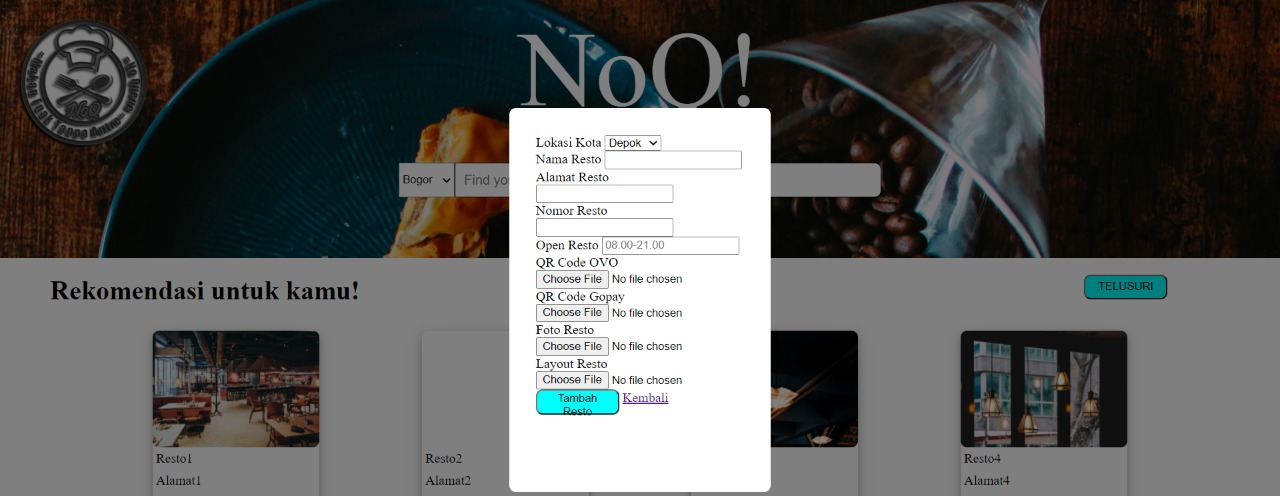 NoQ!
NoQ
Bogor
Find you
Lokasi Kota Depok
Nama Resto
Alamat Resto
Nomor Resto
Open Resto 08.00-21.00
QR Code OVO
Choose File No file chosen
QR Code Gopay
Choose File No file chosen
Foto Resto
Choose File No file chosen
Layout Resto
Choose File No file chosen
Tambah
Resto
Kembali
Rekomendasi untuk kamu!
TELUSURI
Resto1
Alamat1
Resto2
Alamat2
Resto4
Alamat4